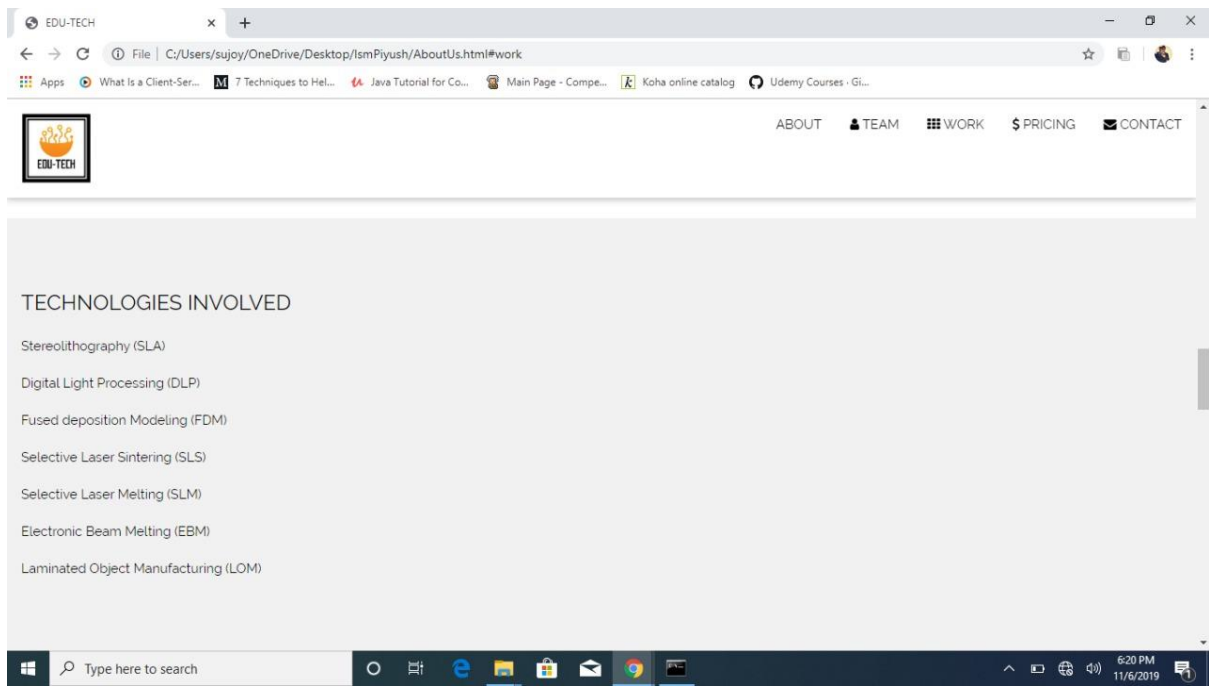 EDU-TECH
File | C:/Users/sujoy/OneDrive/Desktop/IsmPiyush/AboutUs.html#work
Apps What Is a Client-Ser... 7 Techniques to Hel... Java Tutorial for Co... Main Page - Compe... Koha online catalog Udemy Courses · Gi...
EDU-TECH
ABOUT TEAM WORK $ PRICING CONTACT
TECHNOLOGIES INVOLVED
Stereolithography (SLA)
Digital Light Processing (DLP)
Fused deposition Modeling (FDM)
Selective Laser Sintering (SLS)
Selective Laser Melting (SLM)
Electronic Beam Melting (EBM)
Laminated Object Manufacturing (LOM)
Type here to search
6:20 PM
11/6/2019
1